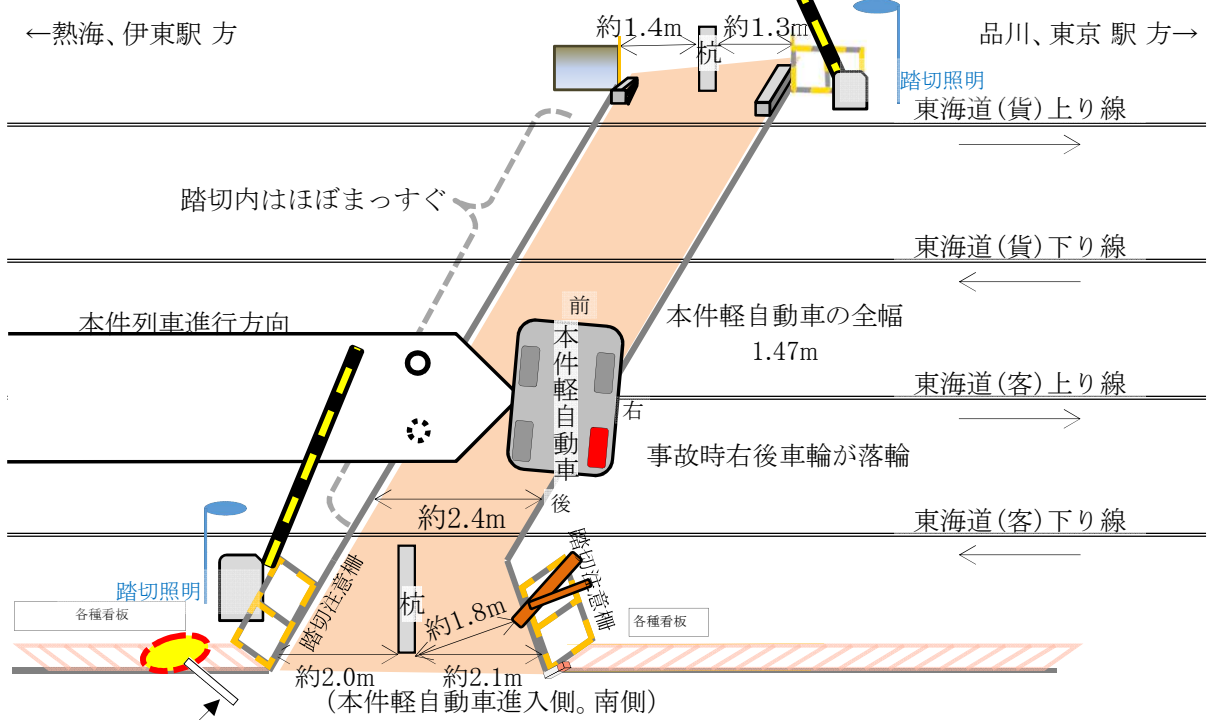 ←熱海、伊東駅 方
約1.4m
杭
約1.3m
品川、東京 駅 方→
踏切照明
東海道(貨)上り線
踏切内はほぼまっすぐ
東海道(貨)下り線
前
本件軽自動車
右
後
本件軽自動車の全幅
1.47m
本件列車進行方向
東海道(客)上り線
事故時右後車輪が落輪
約2.4m
東海道(客)下り線
踏切照明
各種看板
踏切注意柵
杭
約1.8m
踏切注意柵
各種看板
約2.0m
約2.1m
(本件軽自動車進入側。南側)